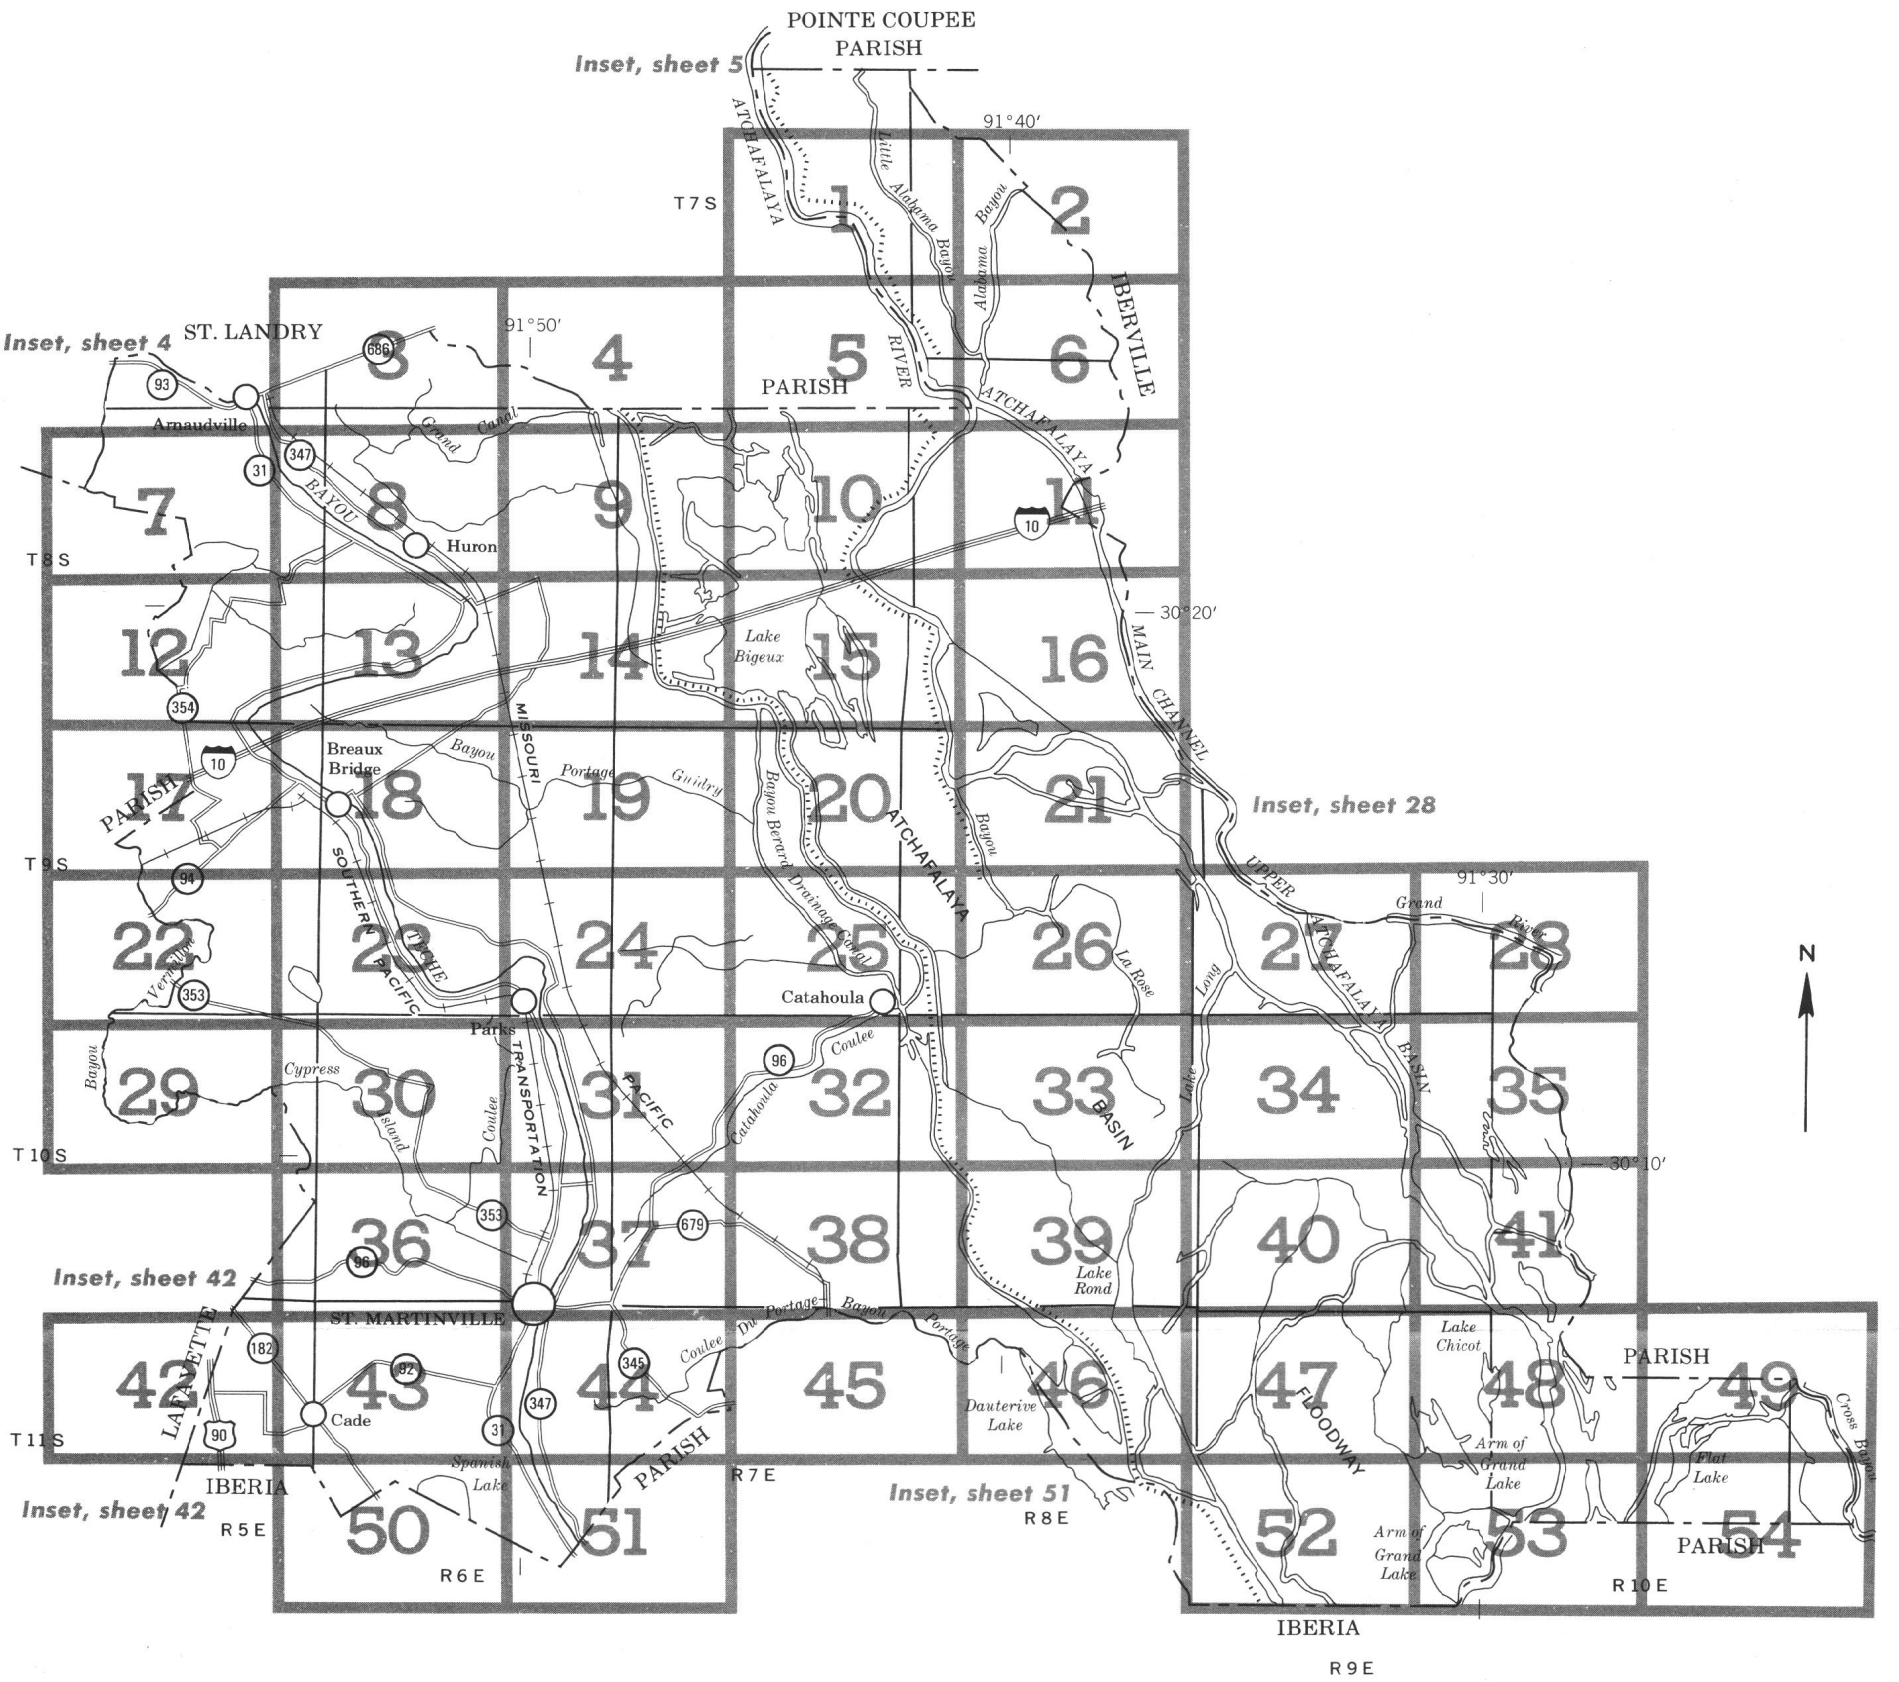 POINTE COUPEE
PARISH
Inset, sheet 5
91°40′
ATCHAFALAYA
Little
Alabama
Bayou
Bayou
Alabama
T7S
1
2
IBERVILLE
ST. LANDRY
Inset, sheet 4
91°50′
686
3
4
5
6
RIVER
93
PARISH
ATCHAFALAYA
Arnaudville
Grand
Canal
347
31
BAYOU
7
8
9
10
11
10
Huron
T8S
30°20′
12
13
14
Lake
Bigeux
15
16
MAIN
CHANNEL
354
MISSOURI
Breaux
Bridge
10
Bayou
Portage
Guidry
PARISH
17
18
19
20
21
Bayou Berard Drainage Canal
ATCHAFALAYA
Bayou
Inset, sheet 28
T9S
94
SOUTHERN
UPPER
91°30′
Grand
River
22
23
24
25
26
27
28
Vermilion
TECHE
PACIFIC
353
La Rose
Long
ATCHAFALAYA
N
Catahoula
Parks
Coulee
96
BASIN
Bayou
Cypress
TRANSPORTATION
PACIFIC
Catahoula
Lake
29
30
31
32
33
34
35
Island
Coulee
BASIN
T10S
30°10′
353
679
36
37
38
39
40
41
96
Lake
Rond
Inset, sheet 42
ST. MARTINVILLE
Portage
Bayou
Coulee
Du
Portage
LAFAYETTE
182
92
345
Lake
Chicot
PARISH
42
43
44
45
46
47
48
49
347
31
Dauterive
Lake
FLOODWAY
Cross
Bayou
Cade
90
T11S
PARISH
Arm of
Grand
Lake
Flat
Lake
IBERIA
Spanish
Lake
R7E
Inset, sheet 51
R8E
Inset, sheet 42
R5E
50
51
52
Arm of
Grand
Lake
53
PARISH
54
R6E
R10E
IBERIA
R9E